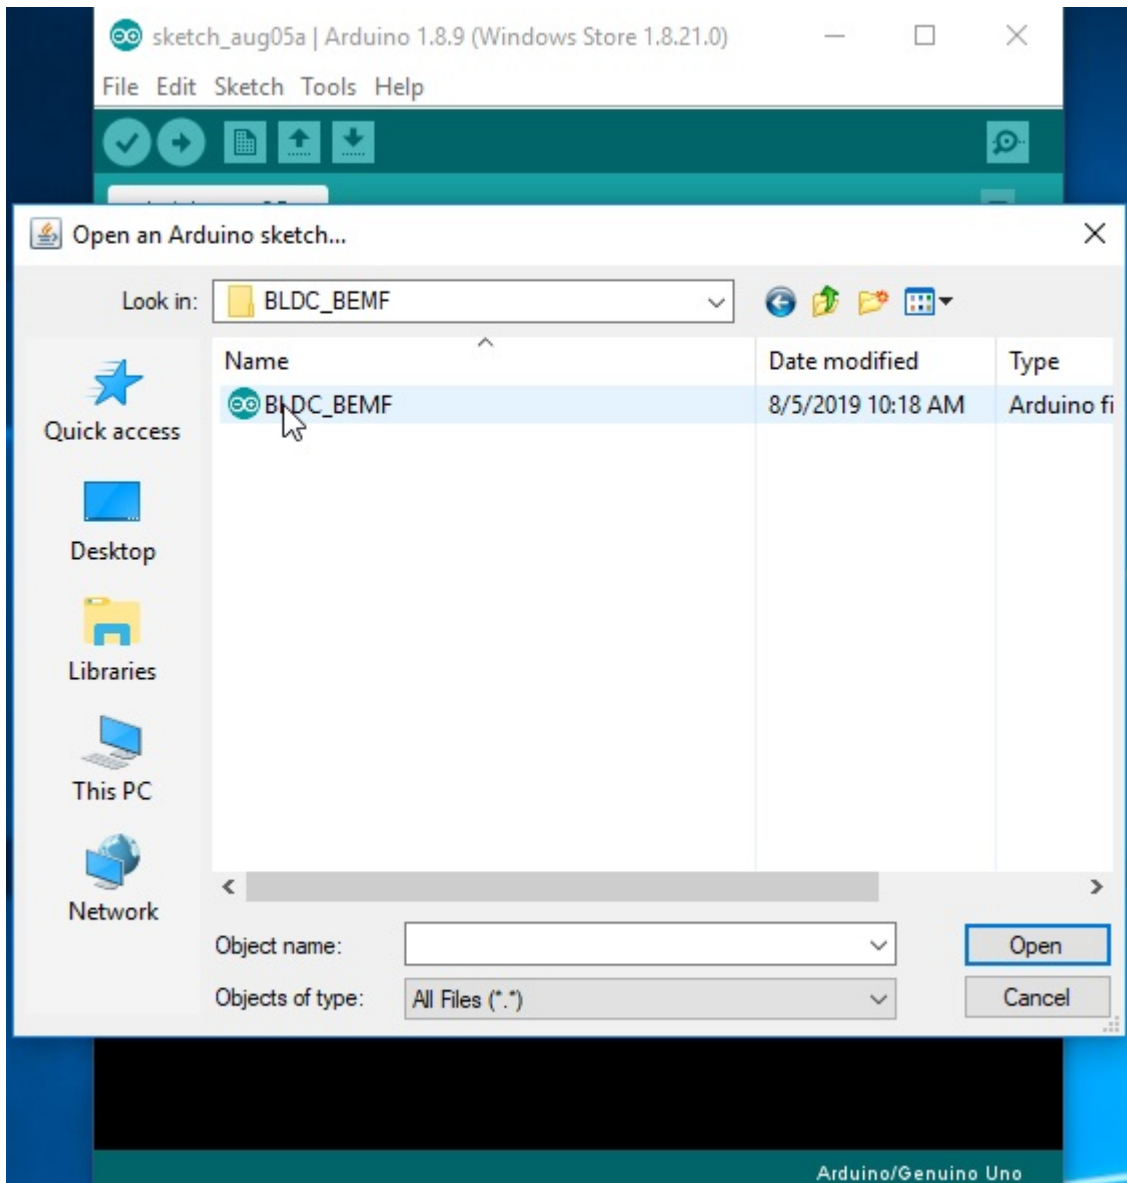 sketch_aug05a | Arduino 1.8.9 (Windows Store 1.8.21.0)
File Edit Sketch Tools Help
Open an Arduino sketch...
Look in: BLDC_BEMF
Name Date modified Type
BLDC_BEMF 8/5/2019 10:18 AM Arduino fi
Quick access
Desktop
Libraries
This PC
Network
Object name: Open
Objects of type: All Files (*.*) Cancel
Arduino/Genuino Uno